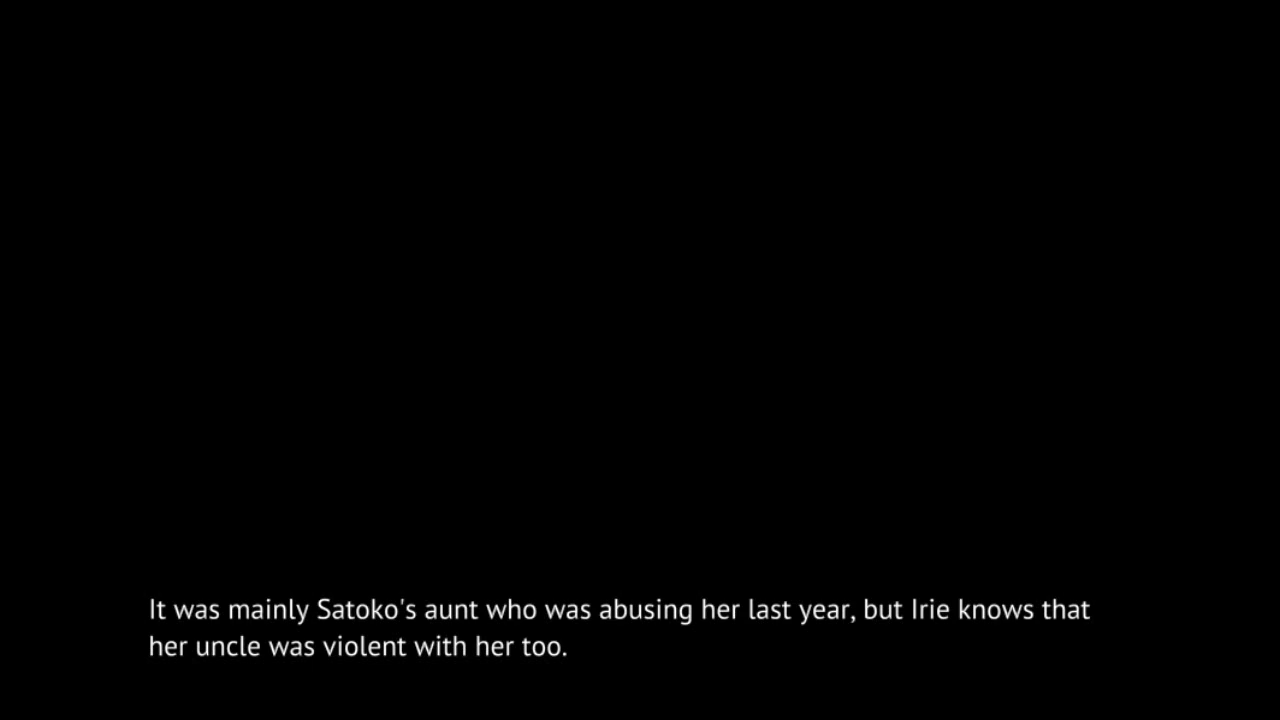 It was mainly Satoko's aunt who was abusing her last year, but Irie knows that
her uncle was violent with her too.